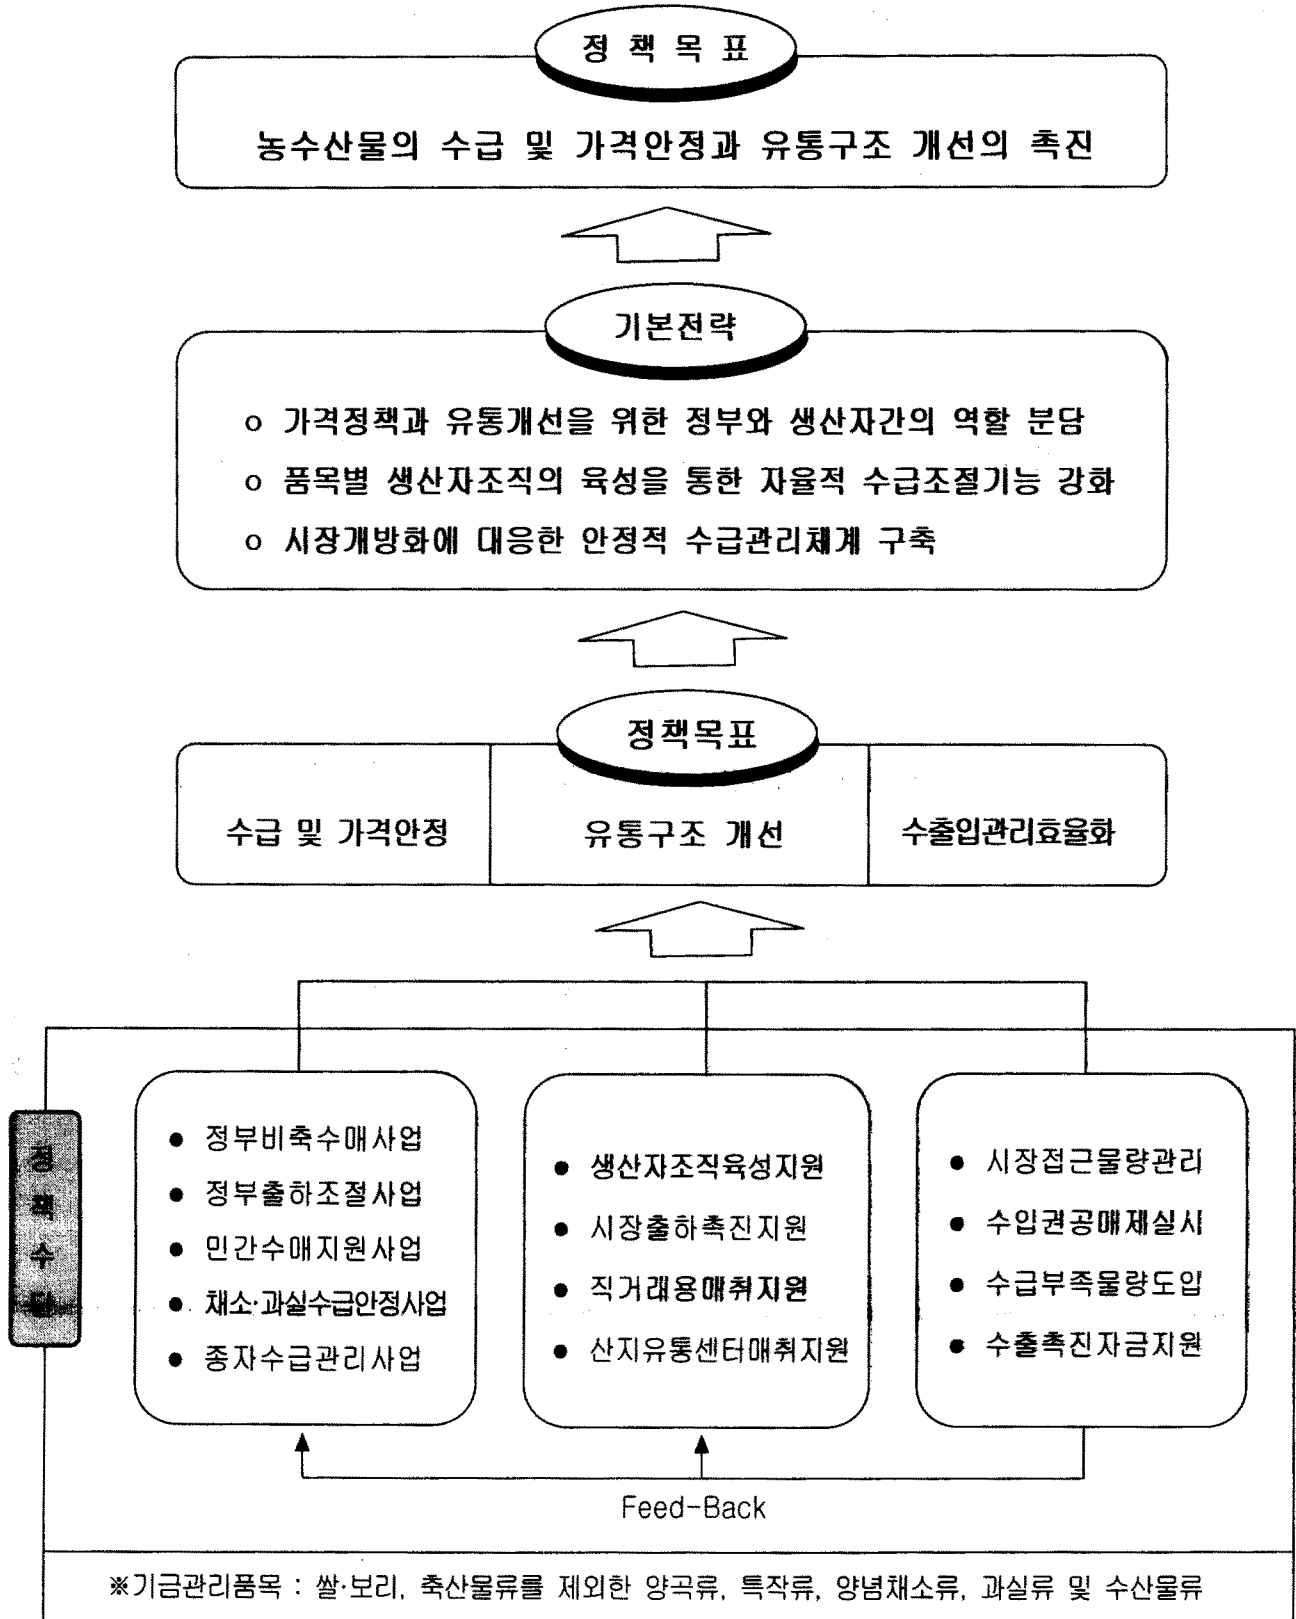 정 책 목 표
농수산물의 수급 및 가격안정과 유통구조 개선의 촉진
기본전략
o 가격정책과 유통개선을 위한 정부와 생산자간의 역할 분담
o 품목별 생산자조직의 육성을 통한 자율적 수급조절기능 강화
o 시장개방화에 대응한 안정적 수급관리체계 구축
정책목표
수급 및 가격안정
유통구조 개선
수출입관리효율화
정
책
수
단
● 정부비축수매사업
● 정부출하조절사업
● 민간수매지원사업
● 채소·과실수급안정사업
● 종자수급관리사업
● 생산자조직육성지원
● 시장출하촉진지원
● 직거래용매취지원
● 산지유통센터매취지원
● 시장접근물량관리
● 수입권공매제실시
● 수급부족물량도입
● 수출촉진자금지원
Feed-Back
※기금관리품목 : 쌀·보리, 축산물류를 제외한 양곡류, 특작류, 양념채소류, 과실류 및 수산물류